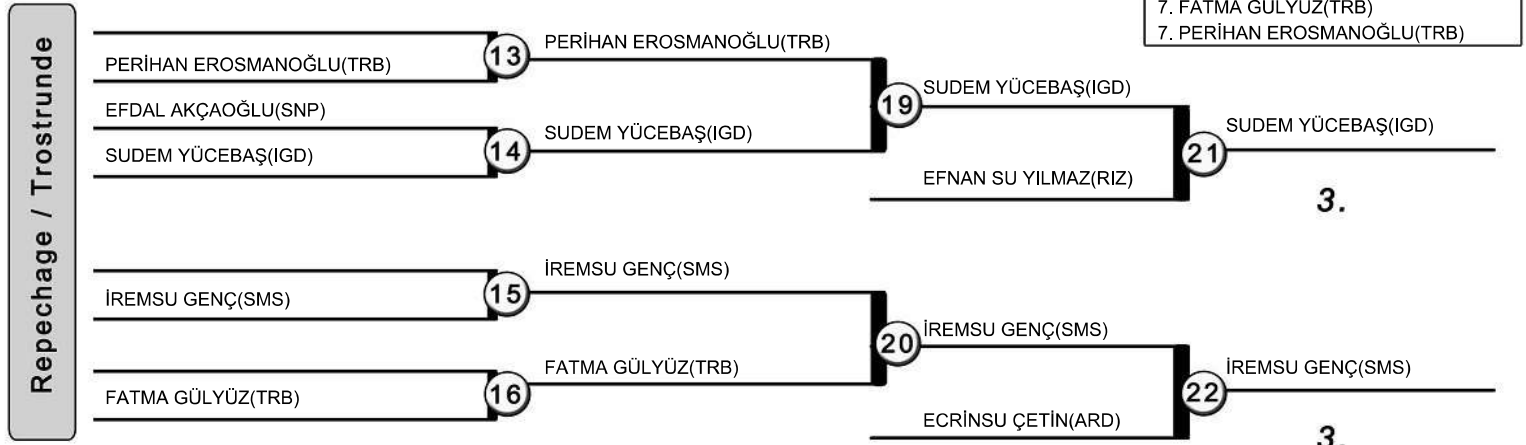 7. FATMA GÜLYÜZ(TRB)
7. PERİHAN EROSMANOĞLU(TRB)
Repechage / Trostrunde
PERİHAN EROSMANOĞLU(TRB)
13
PERİHAN EROSMANOĞLU(TRB)
EFDAL AKÇAOĞLU(SNP)
SUDEM YÜCEBAŞ(IGD)
14
SUDEM YÜCEBAŞ(IGD)
19
SUDEM YÜCEBAŞ(IGD)
EFNAN SU YILMAZ(RIZ)
21
SUDEM YÜCEBAŞ(IGD)
3.
İREMSU GENÇ(SMS)
15
İREMSU GENÇ(SMS)
FATMA GÜLYÜZ(TRB)
16
FATMA GÜLYÜZ(TRB)
20
İREMSU GENÇ(SMS)
ECRİNSU ÇETİN(ARD)
22
İREMSU GENÇ(SMS)
3.